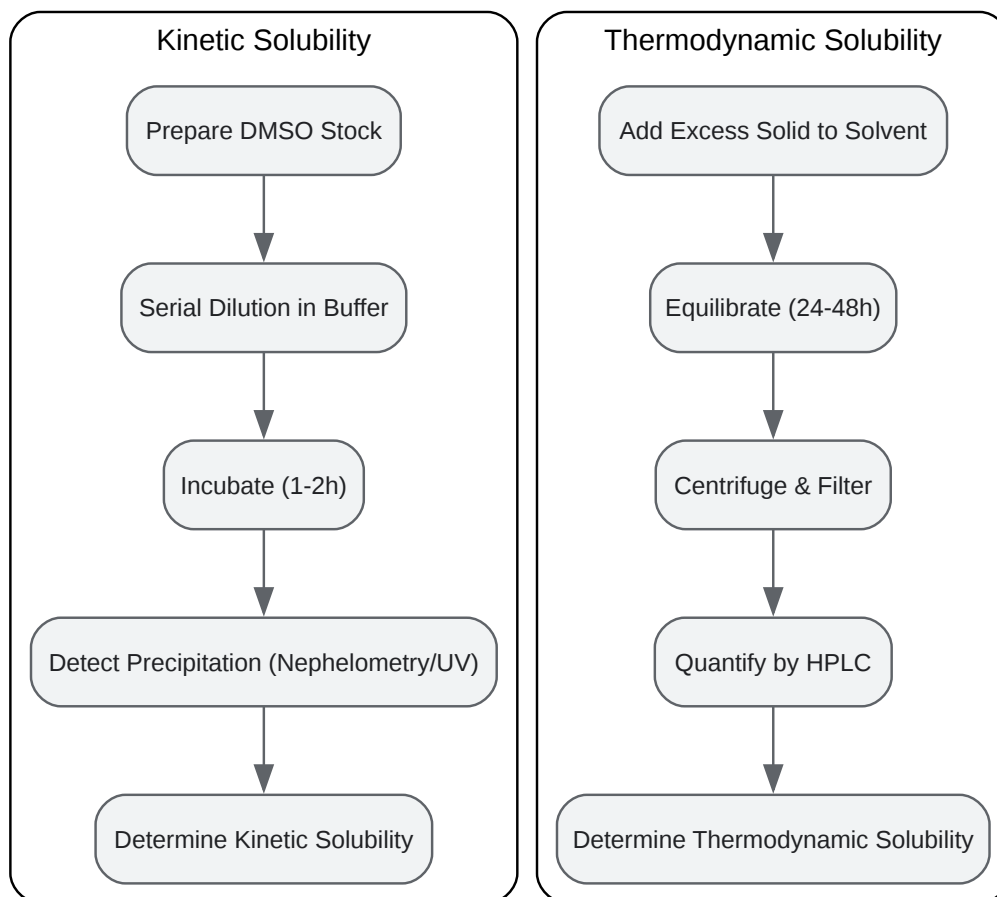 Kinetic Solubility
Prepare DMSO Stock
Serial Dilution in Buffer
Incubate (1-2h)
Detect Precipitation (Nephelometry/UV)
Determine Kinetic Solubility
Thermodynamic Solubility
Add Excess Solid to Solvent
Equilibrate (24-48h)
Centrifuge & Filter
Quantify by HPLC
Determine Thermodynamic Solubility